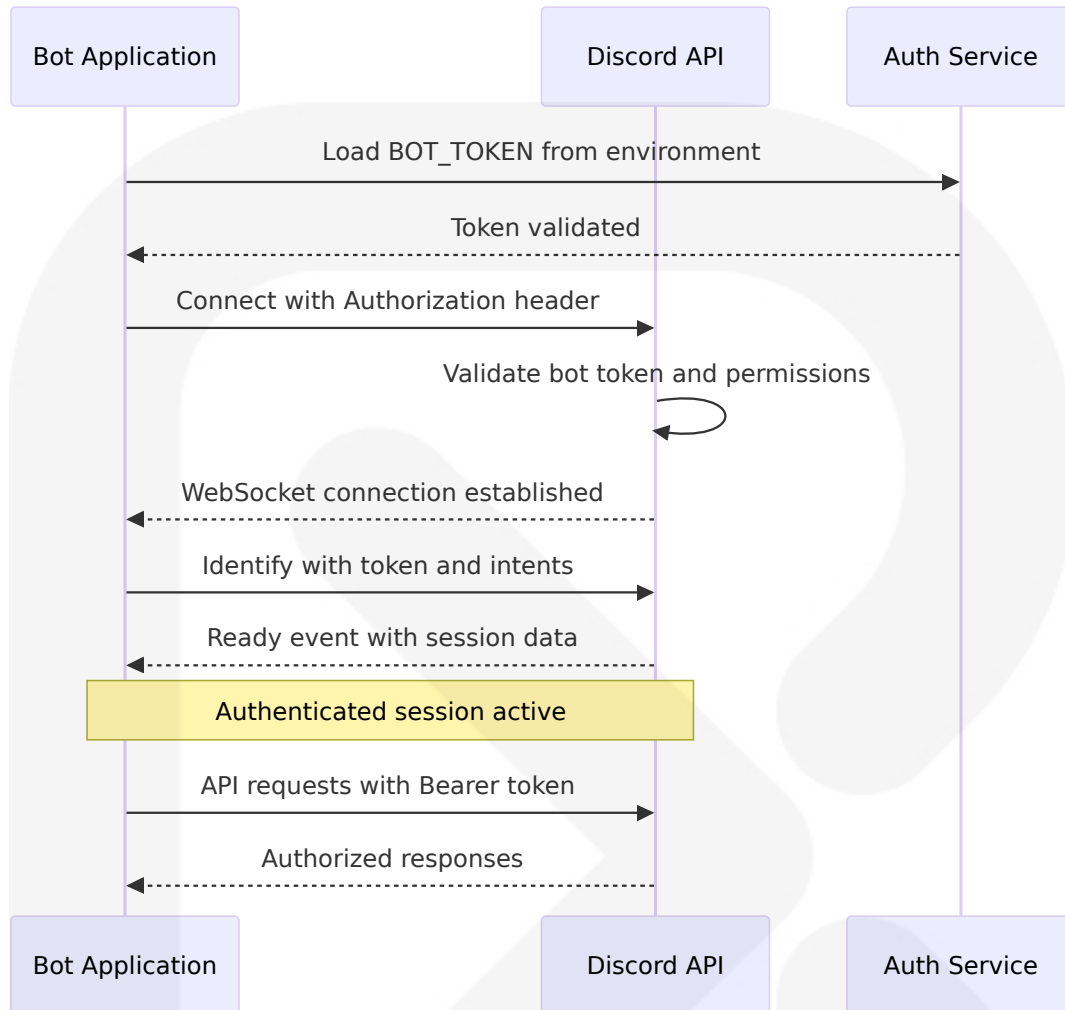 Bot Application
Discord API
Auth Service
Load BOT_TOKEN from environment
Token validated
Connect with Authorization header
Validate bot token and permissions
WebSocket connection established
Identify with token and intents
Ready event with session data
Authenticated session active
API requests with Bearer token
Authorized responses
Bot Application
Discord API
Auth Service